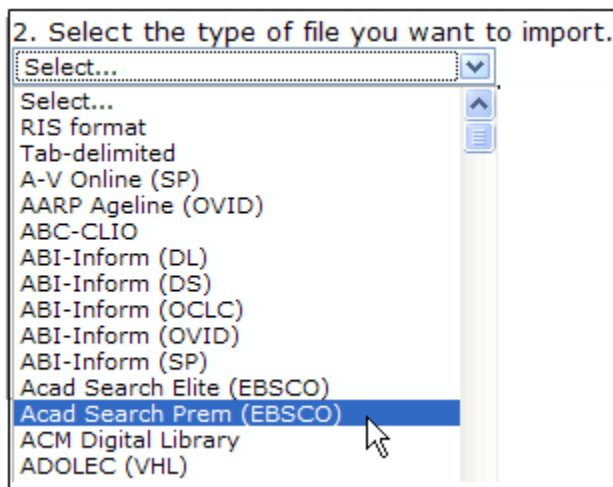 2. Select the type of file you want to import.
Select...
Select...
RIS format
Tab-delimited
A-V Online (SP)
AARP Ageline (OVID)
ABC-CLIO
ABI-Inform (DL)
ABI-Inform (DS)
ABI-Inform (OCLC)
ABI-Inform (OVID)
ABI-Inform (SP)
Acad Search Elite (EBSCO)
Acad Search Prem (EBSCO)
ACM Digital Library
ADOLEC (VHL)